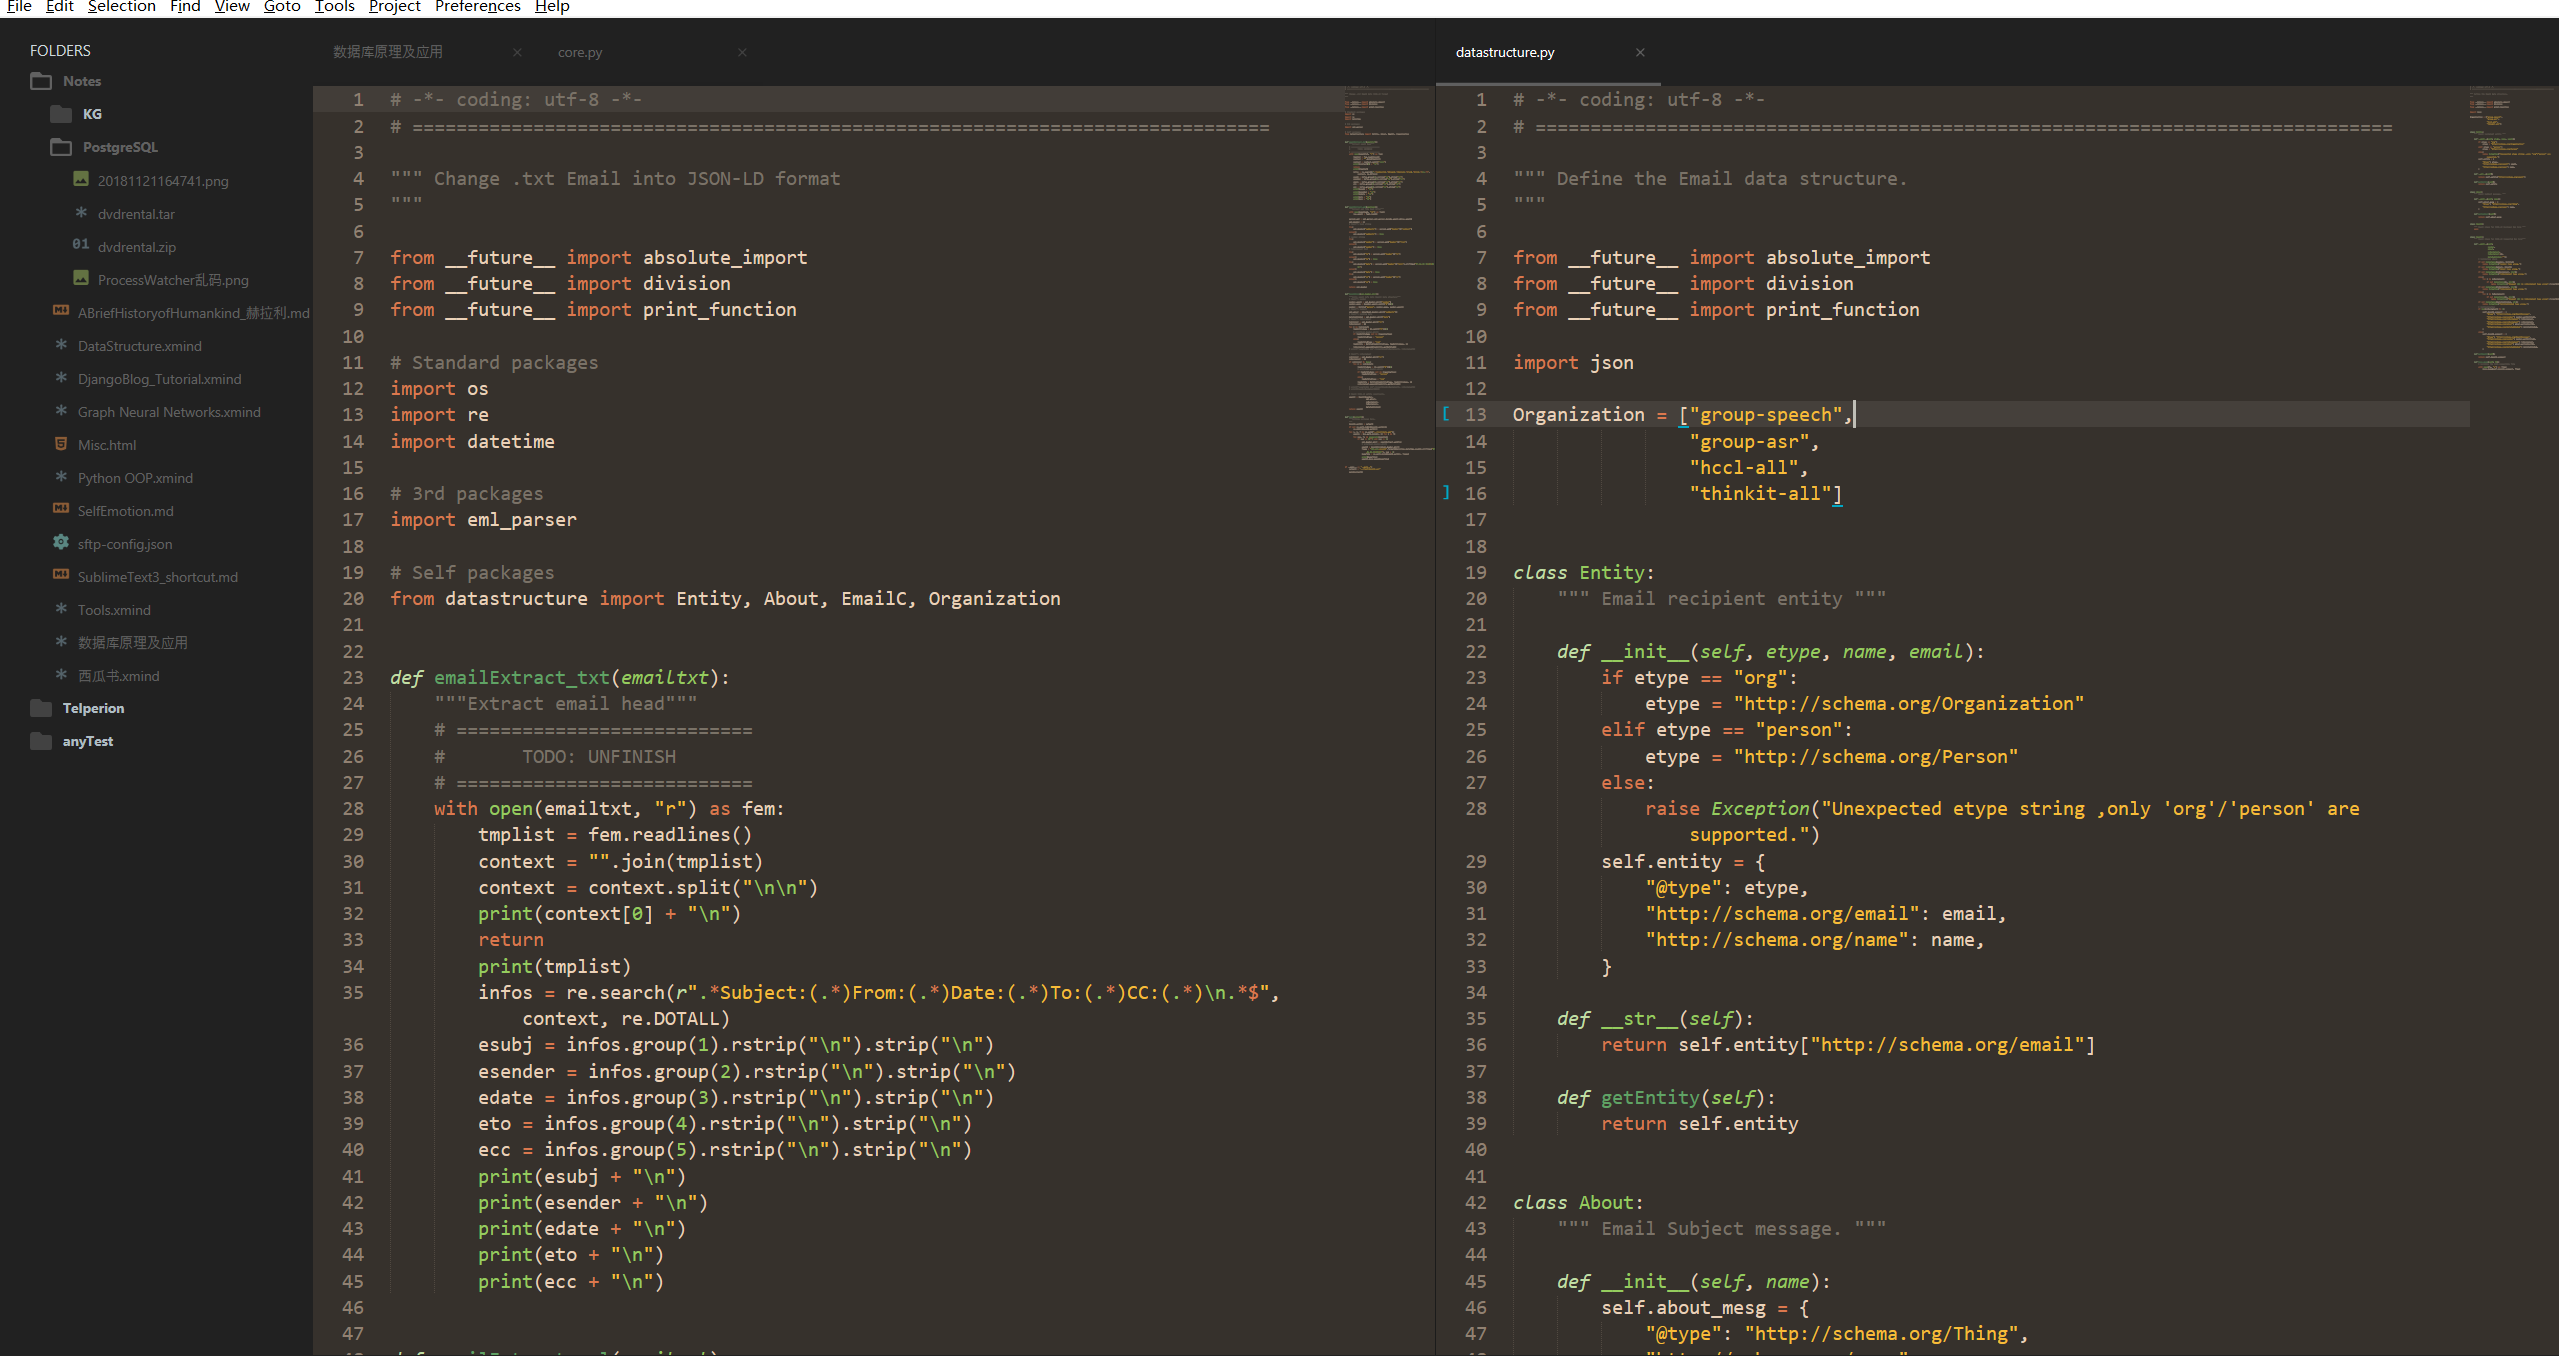 File Edit Selection Find View Goto Tools Project Preferences Help
FOLDERS
Notes
KG
PostgreSQL
20181121164741.png
dvdrental.tar
dvdrental.zip
ProcessWatcher乱码.png
ABriefHistoryofHumankind_赫拉利.md
DataStructure.xmind
DjangoBlog_Tutorial.xmind
Graph Neural Networks.xmind
Misc.html
Python OOP.xmind
SelfEmotion.md
sftp-config.json
SublimeText3_shortcut.md
Tools.xmind
数据库原理及应用
西瓜书.xmind
Telperion
anyTest
数据库原理及应用 × core.py ×
1 # -*- coding: utf-8 -*-
2 # ==============================================================================
3
4 """ Change .txt Email into JSON-LD format
5 """
6
7 from __future__ import absolute_import
8 from __future__ import division
9 from __future__ import print_function
10
11 # Standard packages
12 import os
13 import re
14 import datetime
15
16 # 3rd packages
17 import eml_parser
18
19 # Self packages
20 from datastructure import Entity, About, EmailC, Organization
21
22
23 def emailExtract_txt(emailtxt):
24     """Extract email head"""
25     # ===========================
26     #       TODO: UNFINISH
27     # ===========================
28     with open(emailtxt, "r") as fem:
29         tmplist = fem.readlines()
30         context = "".join(tmplist)
31         context = context.split("\n\n")
32         print(context[0] + "\n")
33         return
34         print(tmplist)
35         infos = re.search(r".*Subject:(.*)From:(.*)Date:(.*)To:(.*)CC:(.*)\n.*$",
            context, re.DOTALL)
36         esubj = infos.group(1).rstrip("\n").strip("\n")
37         esender = infos.group(2).rstrip("\n").strip("\n")
38         edate = infos.group(3).rstrip("\n").strip("\n")
39         eto = infos.group(4).rstrip("\n").strip("\n")
40         ecc = infos.group(5).rstrip("\n").strip("\n")
41         print(esubj + "\n")
42         print(esender + "\n")
43         print(edate + "\n")
44         print(eto + "\n")
45         print(ecc + "\n")
46
47
datastructure.py ×
1 # -*- coding: utf-8 -*-
2 # ==============================================================================
3
4 """ Define the Email data structure.
5 """
6
7 from __future__ import absolute_import
8 from __future__ import division
9 from __future__ import print_function
10
11 import json
12
[ 13 Organization = ["group-speech",
14                 "group-asr",
15                 "hccl-all",
] 16                 "thinkit-all"]
17
18
19 class Entity:
20     """ Email recipient entity """
21
22     def __init__(self, etype, name, email):
23         if etype == "org":
24             etype = "http://schema.org/Organization"
25         elif etype == "person":
26             etype = "http://schema.org/Person"
27         else:
28             raise Exception("Unexpected etype string ,only 'org'/'person' are
                supported.")
29         self.entity = {
30             "@type": etype,
31             "http://schema.org/email": email,
32             "http://schema.org/name": name,
33         }
34
35     def __str__(self):
36         return self.entity["http://schema.org/email"]
37
38     def getEntity(self):
39         return self.entity
40
41
42 class About:
43     """ Email Subject message. """
44
45     def __init__(self, name):
46         self.about_mesg = {
47             "@type": "http://schema.org/Thing",